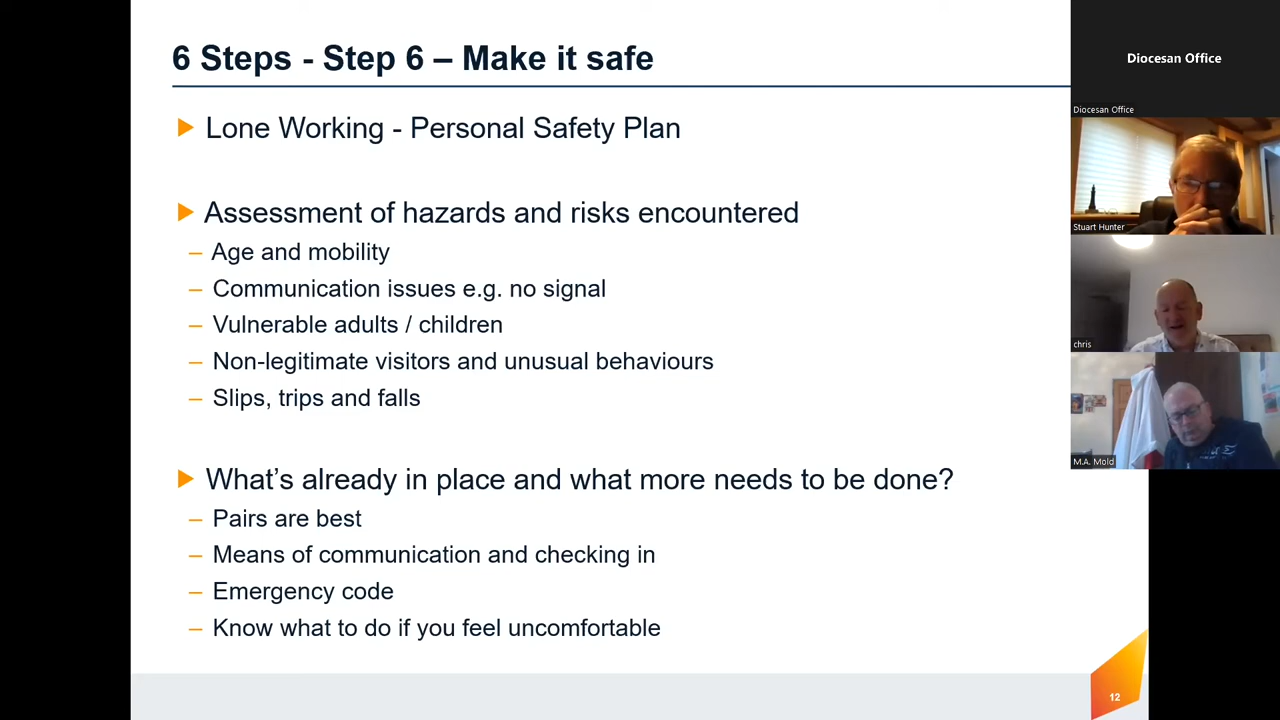 6 Steps - Step 6 – Make it safe
Lone Working - Personal Safety Plan
Assessment of hazards and risks encountered
– Age and mobility
– Communication issues e.g. no signal
– Vulnerable adults / children
– Non-legitimate visitors and unusual behaviours
– Slips, trips and falls
What’s already in place and what more needs to be done?
– Pairs are best
– Means of communication and checking in
– Emergency code
– Know what to do if you feel uncomfortable
12
Diocesan Office
Diocesan Office
Stuart Hunter
chris
M.A. Mold